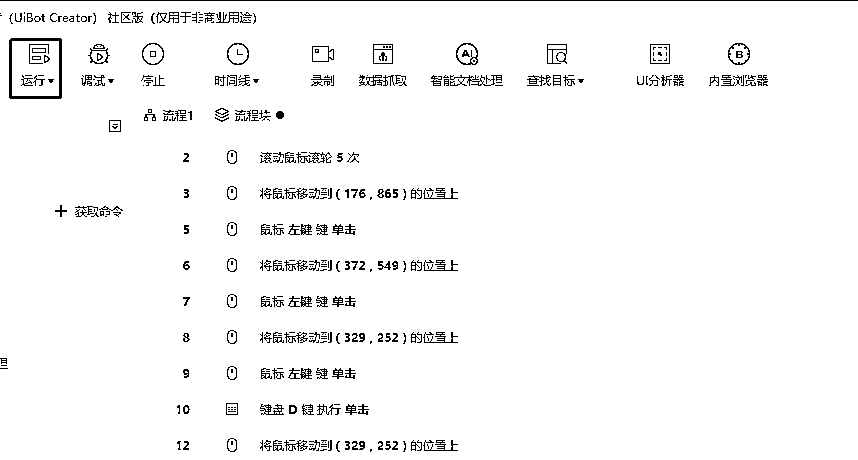 (UiBot Creator) 社区版 (仅用于非商业用途)
运行 调试 停止 时间线 录制 数据抓取 智能文档处理 查找目标 UI分析器 内置浏览器
流程1 流程块
2 滚动鼠标滚轮 5 次
3 将鼠标移动到 ( 176 , 865 ) 的位置上
获取命令
5 鼠标 左键 键 单击
6 将鼠标移动到 ( 372 , 549 ) 的位置上
7 鼠标 左键 键 单击
8 将鼠标移动到 ( 329 , 252 ) 的位置上
9 鼠标 左键 键 单击
10 键盘 D 键 执行 单击
12 将鼠标移动到 ( 329 , 252 ) 的位置上